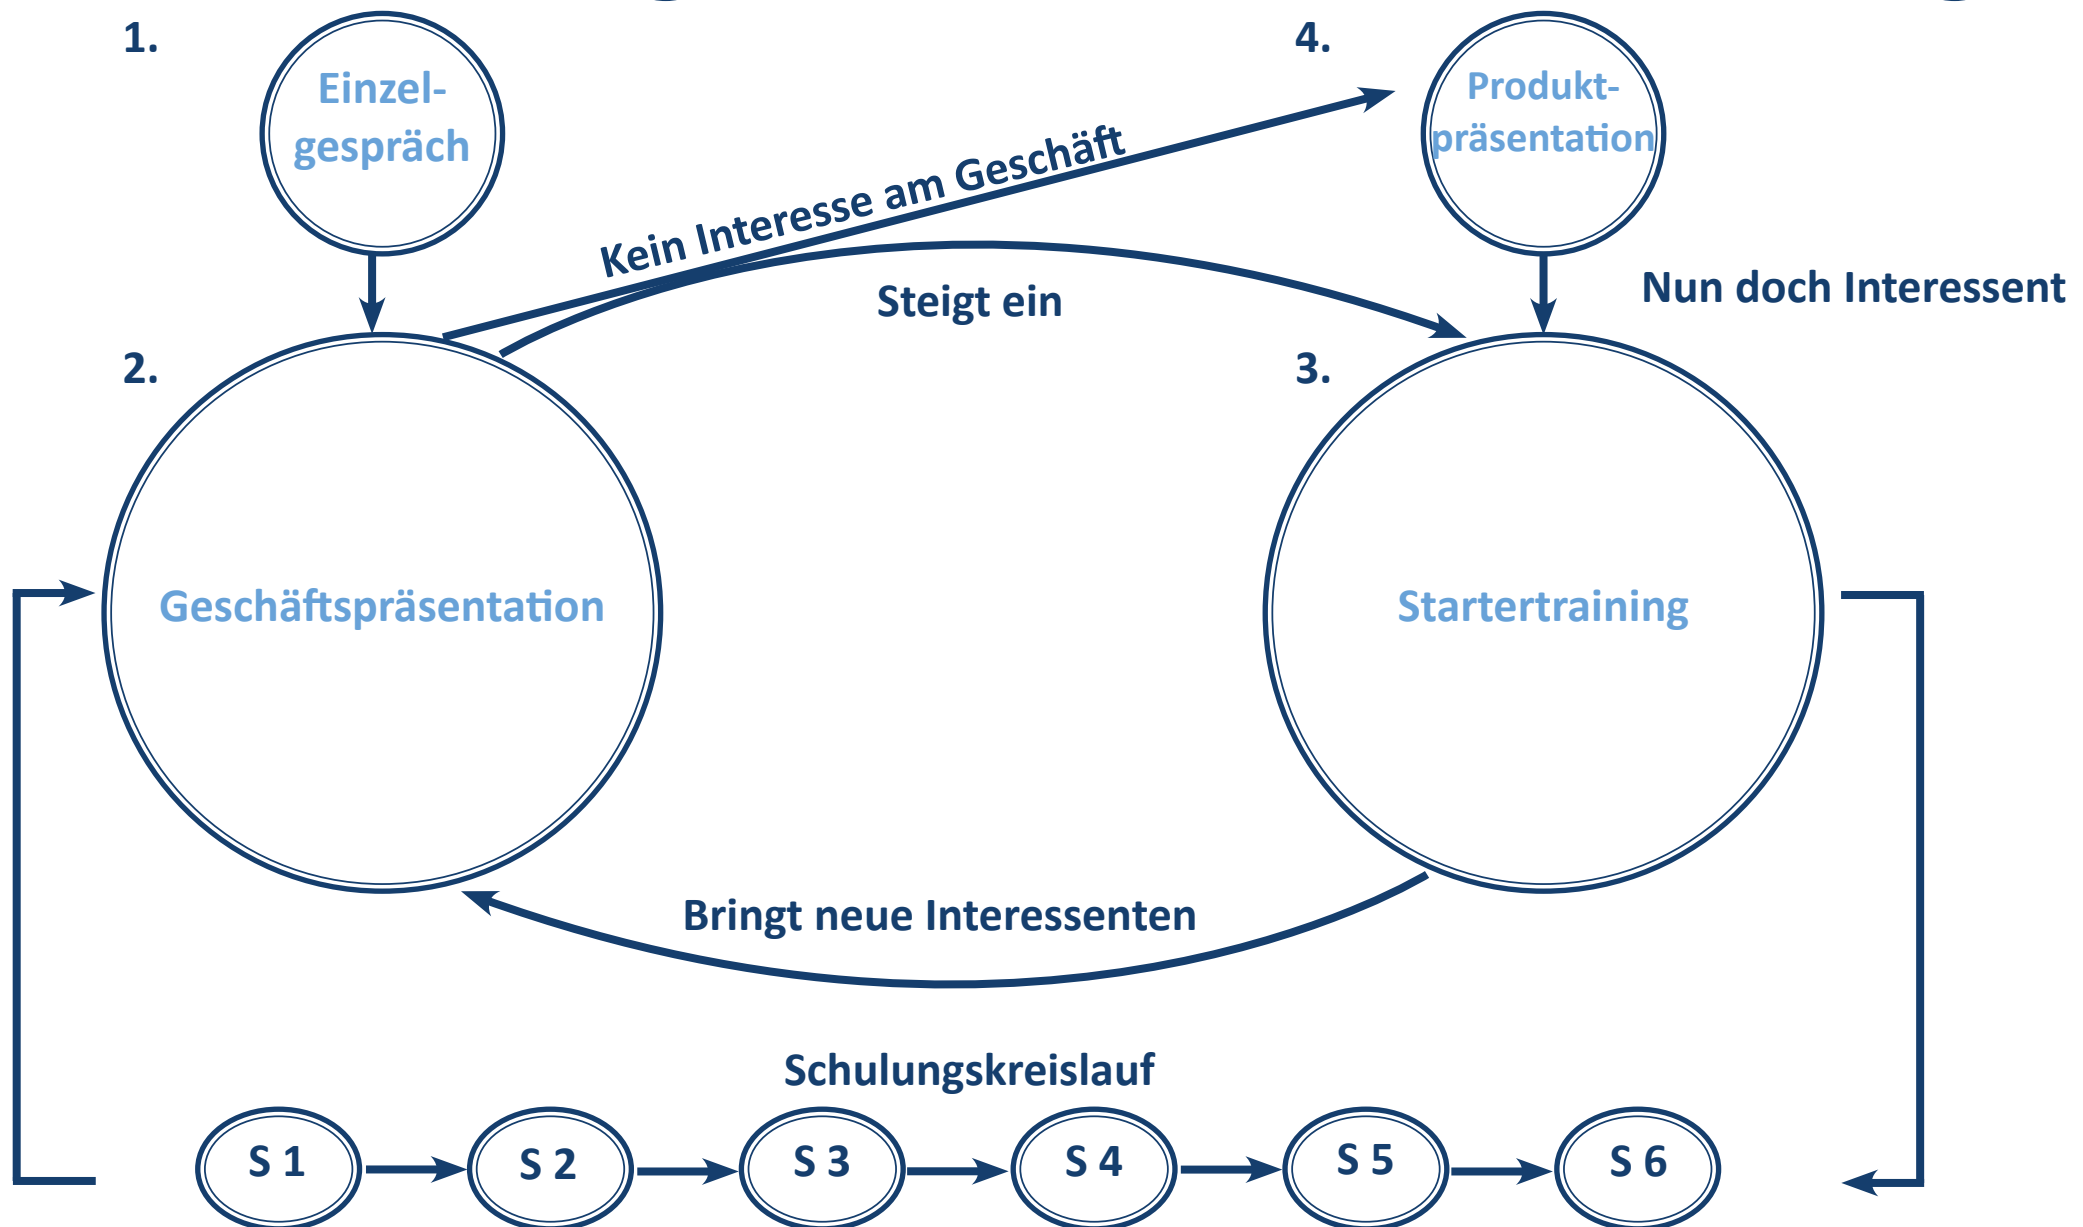 1.
Einzel-
gespräch
4.
Produkt-
präsentation
Kein Interesse am Geschäft
Steigt ein
Nun doch Interessent
2.
3.
Geschäftspräsentation
Startertraining
Bringt neue Interessenten
Schulungskreislauf
S 1
S 2
S 3
S 4
S 5
S 6